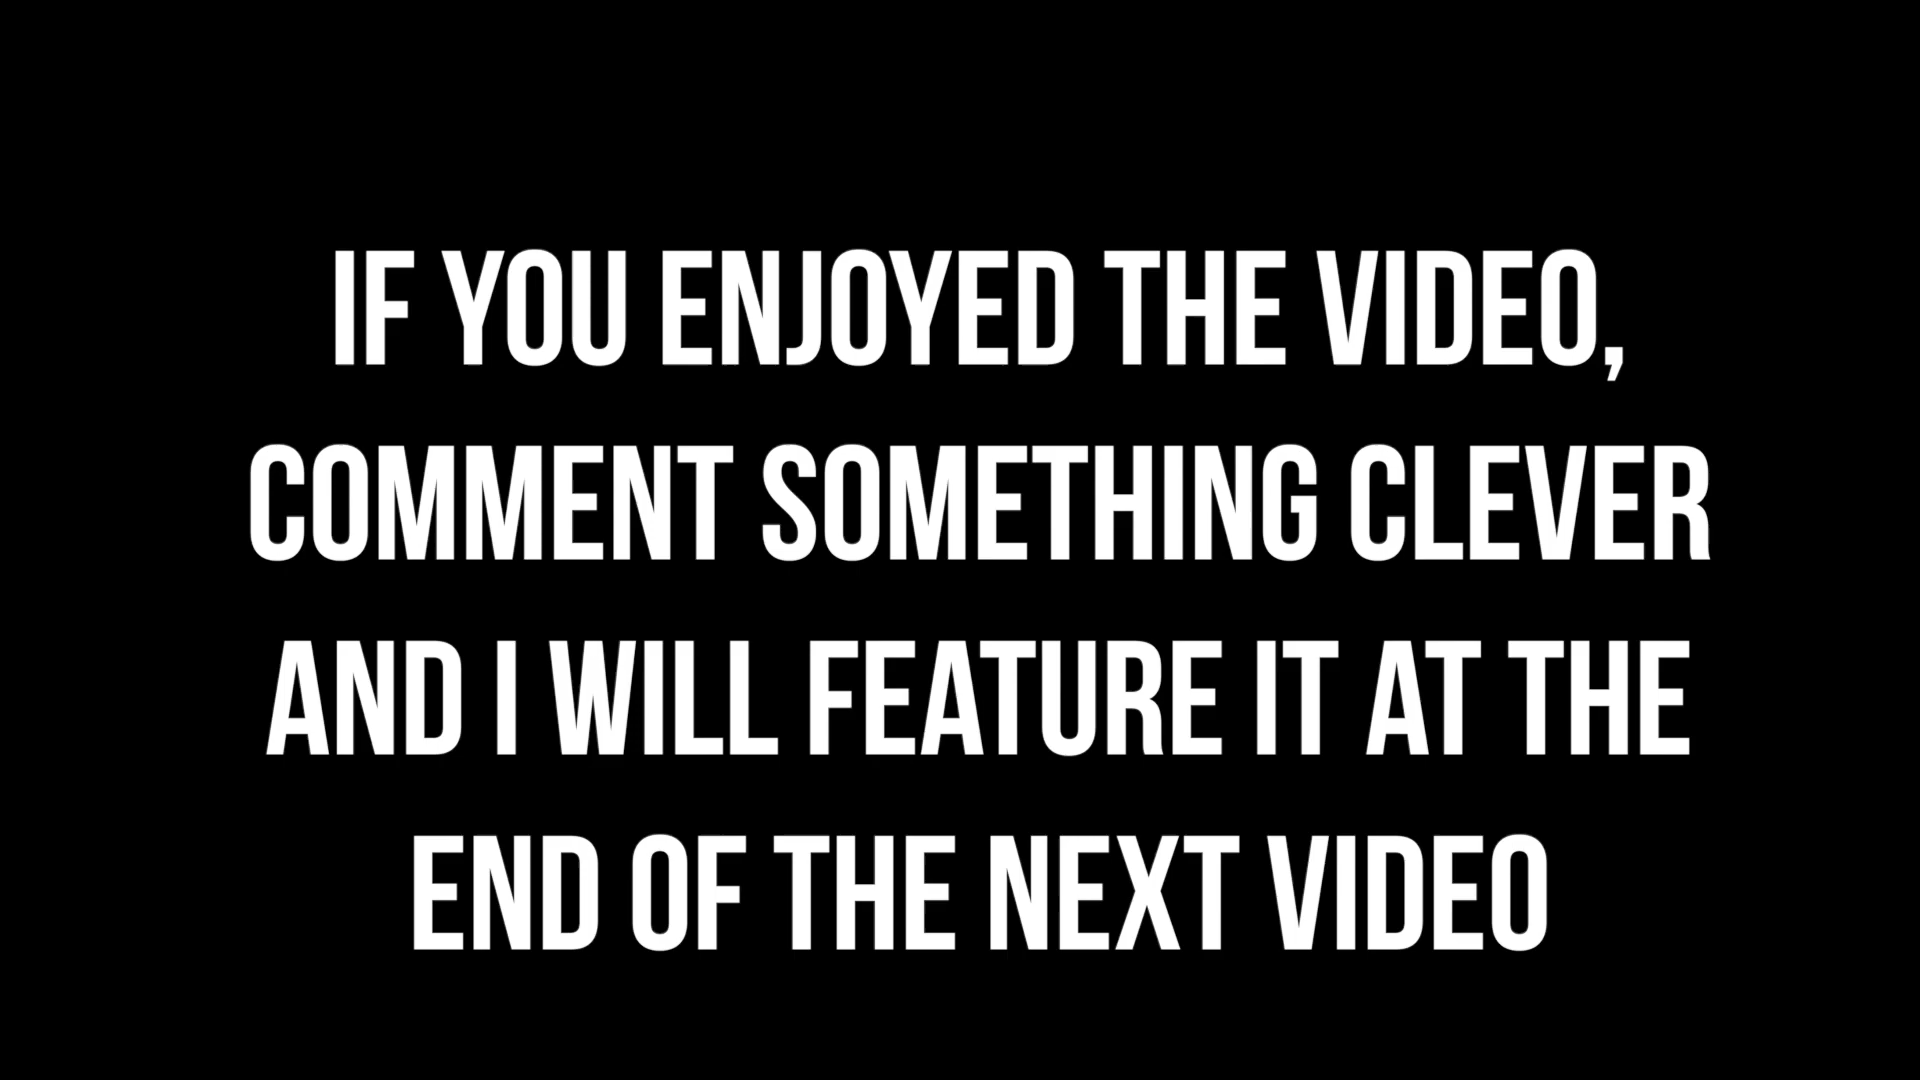 IF YOU ENJOYED THE VIDEO,
COMMENT SOMETHING CLEVER
AND I WILL FEATURE IT AT THE
END OF THE NEXT VIDEO